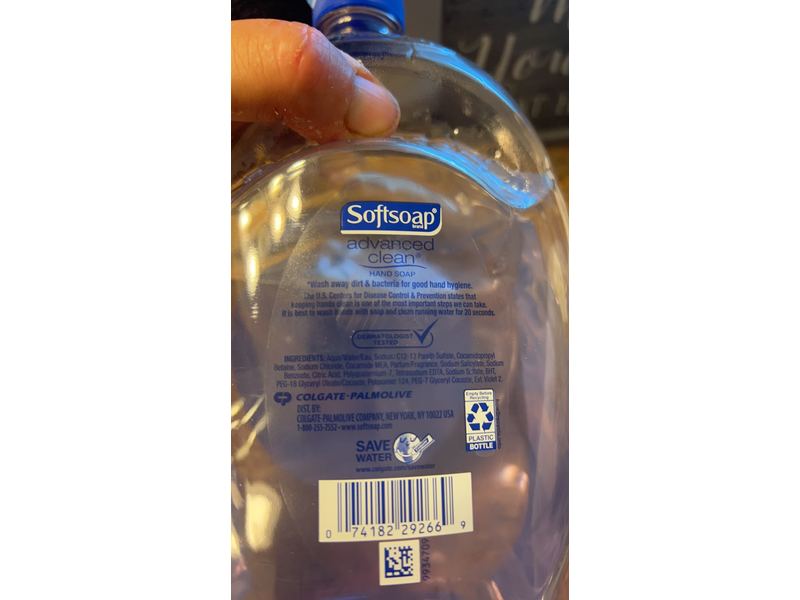 You
Softsoap®
brand
advanced
clean*
HAND SOAP
*Wash away dirt & bacteria for good hand hygiene.
The U.S. Centers for Disease Control & Prevention states that
keeping hands clean is one of the most important steps we can take.
It is best to wash hands with soap and clean running water for 20 seconds.
DERMATOLOGIST
TESTED
INGREDIENTS: Aqua/Water/Eau, Sodium C12-13 Pareth Sulfate, Cocamidopropyl
Betaine, Sodium Chloride, Cocamide MEA, Parfum/Fragrance, Sodium Salicylate, Sodium
Benzoate, Citric Acid, Polyquaternium-7, Tetrasodium EDTA, Sodium Sulfate, BHT,
PEG-18 Glyceryl Oleate/Cocoate, Poloxamer 124, PEG-7 Glyceryl Cocoate, Ext. Violet 2.
COLGATE-PALMOLIVE
DIST. BY:
COLGATE-PALMOLIVE COMPANY, NEW YORK, NY 10022 USA
1-800-255-7552 • www.softsoap.com
Empty Before
Recycling
PLASTIC
BOTTLE
SAVE
WATER
www.colgate.com/savewater
0 74182 29266 9
9934709